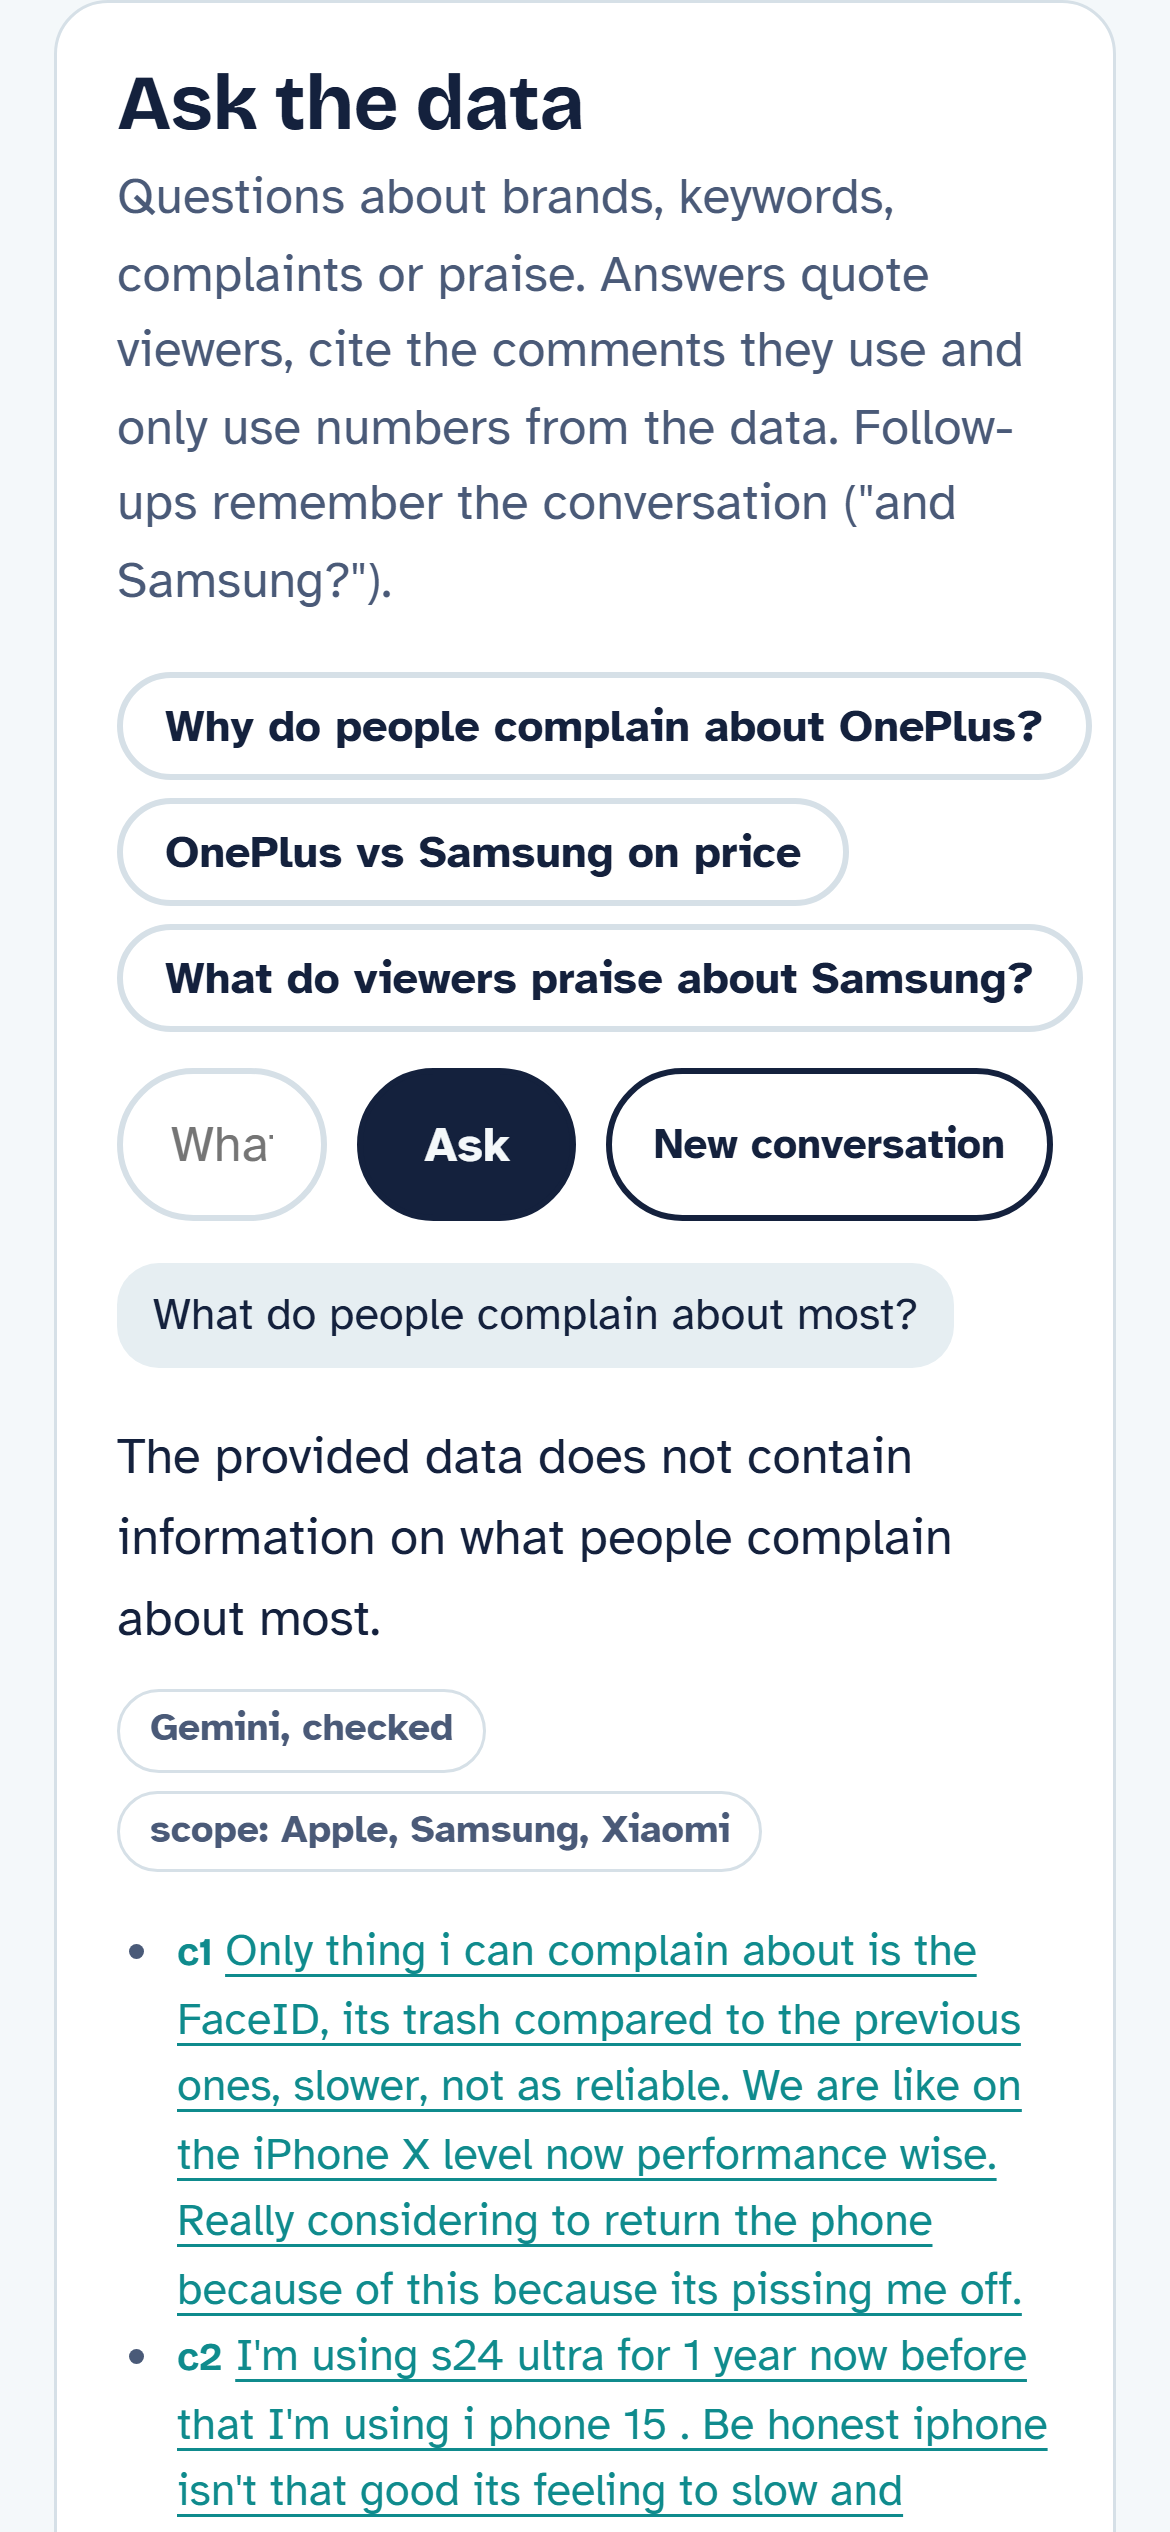 Ask the data
Questions about brands, keywords,
complaints or praise. Answers quote
viewers, cite the comments they use and
only use numbers from the data. Follow-
ups remember the conversation ("and
Samsung?").
Why do people complain about OnePlus?
OnePlus vs Samsung on price
What do viewers praise about Samsung?
Ask New conversation
What do people complain about most?
The provided data does not contain
information on what people complain
about most.
Gemini, checked
scope: Apple, Samsung, Xiaomi
c1 Only thing i can complain about is the
FaceID, its trash compared to the previous
ones, slower, not as reliable. We are like on
the iPhone X level now performance wise.
Really considering to return the phone
because of this because its pissing me off.
c2 I'm using s24 ultra for 1 year now before
that I'm using i phone 15 . Be honest iphone
isn't that good its feeling to slow and